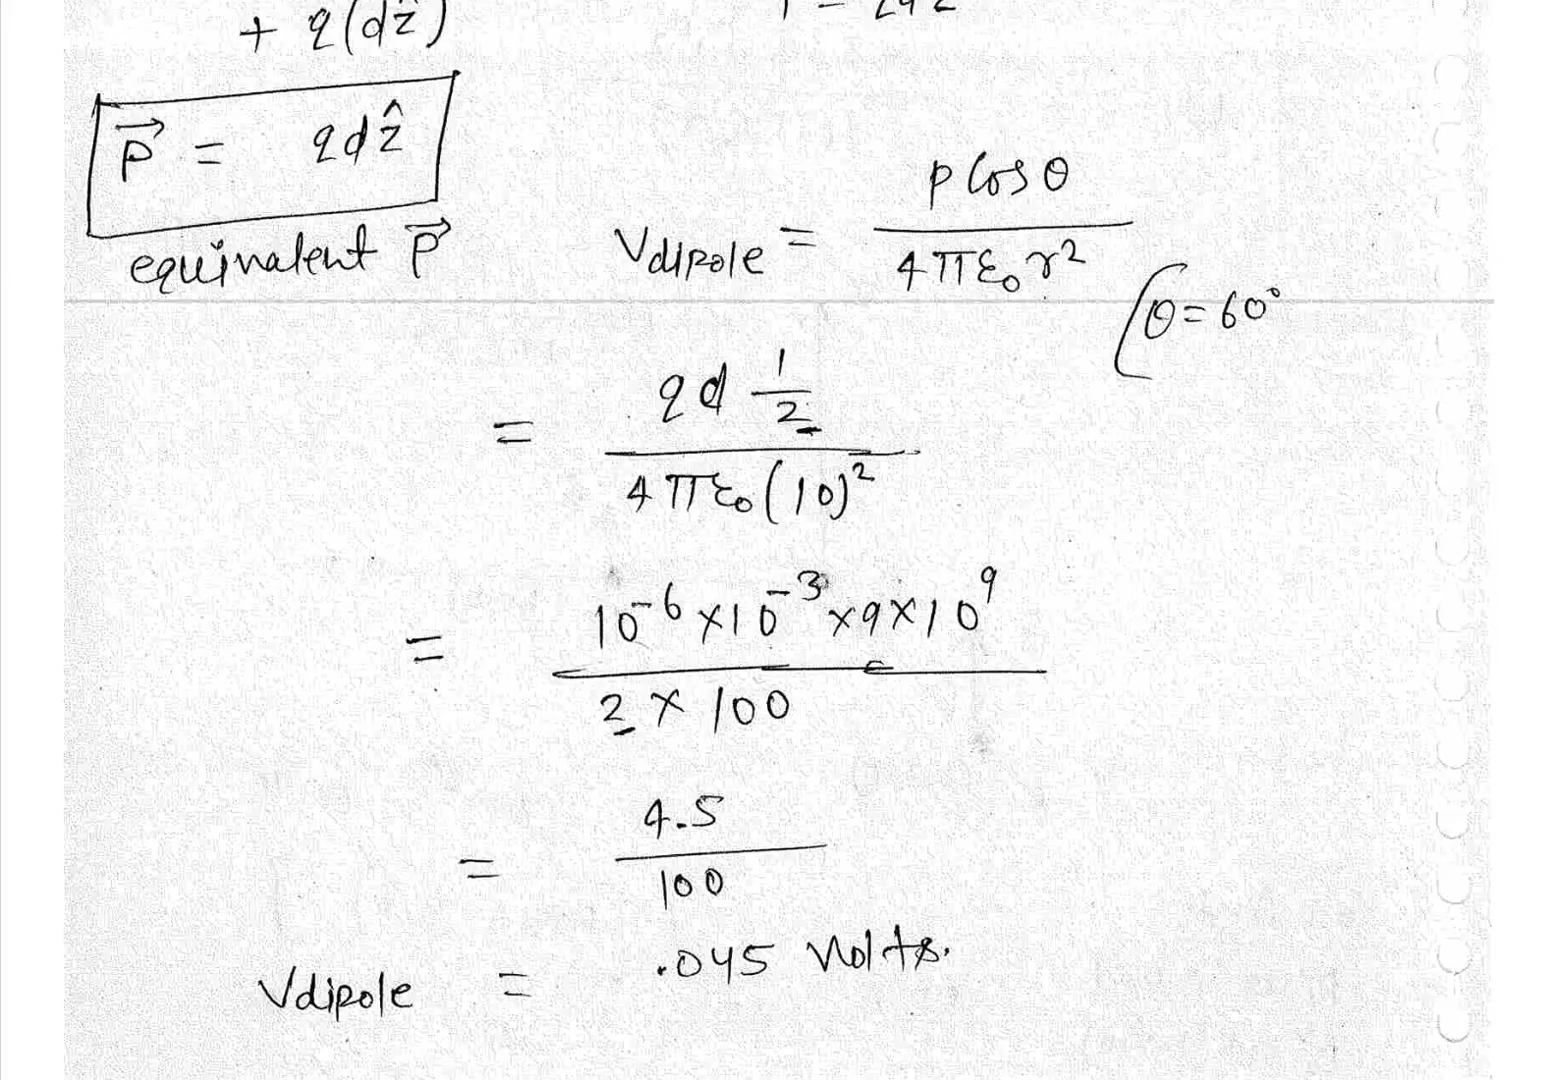 + q(dẑ)
P⃗ = qdẑ
equivalent P⃗
Vdipole = p Cosθ / 4πε₀r²
[θ = 60°
= qd 1/2 / 4πε₀(10)²
= 10⁻⁶ × 10⁻³ × 9 × 10⁹ / 2 × 100
= 4.5 / 100
Vdipole = .045 Volts.